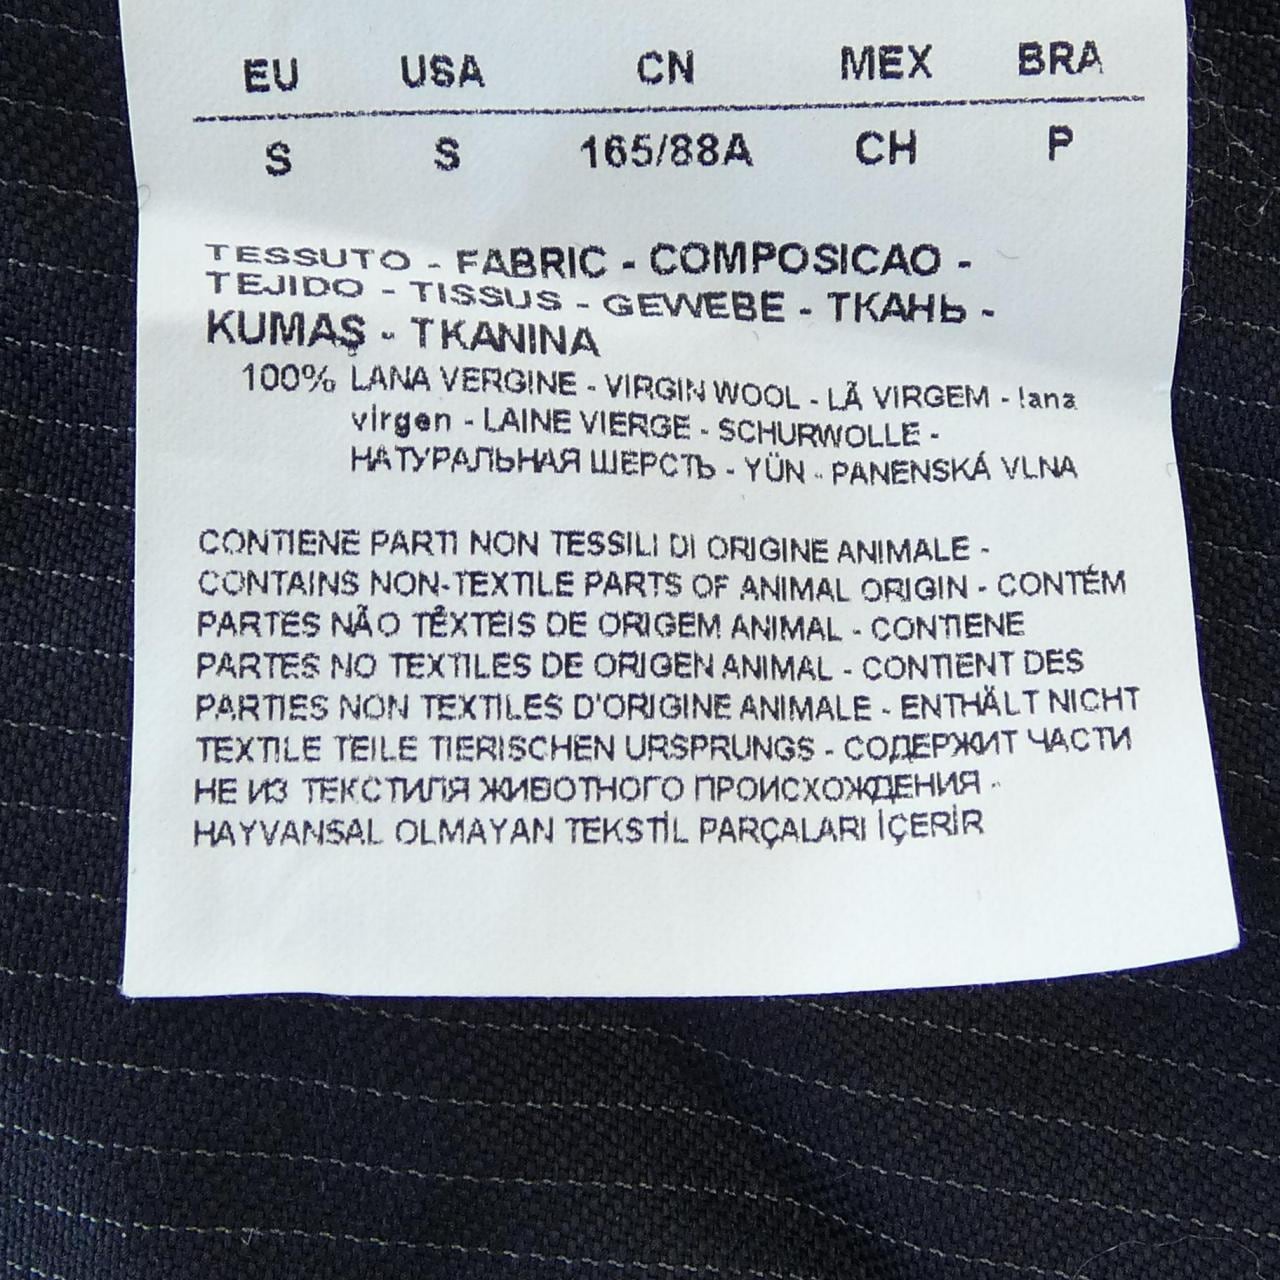 EU USA CN MEX BRA
S S 165/88A CH P
TESSUTO - FABRIC - COMPOSICAO -
TEJIDO - TISSUS - GEWEBE - ТКАНЬ -
KUMAŞ - TKANINA
100% LANA VERGINE - VIRGIN WOOL - LÃ VIRGEM - lana
virgen - LAINE VIERGE - SCHURWOLLE -
НАТУРАЛЬНАЯ ШЕРСТЬ - YÜN - PANENSKÁ VLNA
CONTIENE PARTI NON TESSILI DI ORIGINE ANIMALE -
CONTAINS NON-TEXTILE PARTS OF ANIMAL ORIGIN - CONTÉM
PARTES NÃO TÊXTEIS DE ORIGEM ANIMAL - CONTIENE
PARTES NO TEXTILES DE ORIGEN ANIMAL - CONTIENT DES
PARTIES NON TEXTILES D'ORIGINE ANIMALE - ENTHÄLT NICHT
TEXTILE TEILE TIERISCHEN URSPRUNGS - СОДЕРЖИТ ЧАСТИ
НЕ ИЗ ТЕКСТИЛЯ ЖИВОТНОГО ПРОИСХОЖДЕНИЯ -
HAYVANSAL OLMAYAN TEKSTİL PARÇALARI İÇERİR